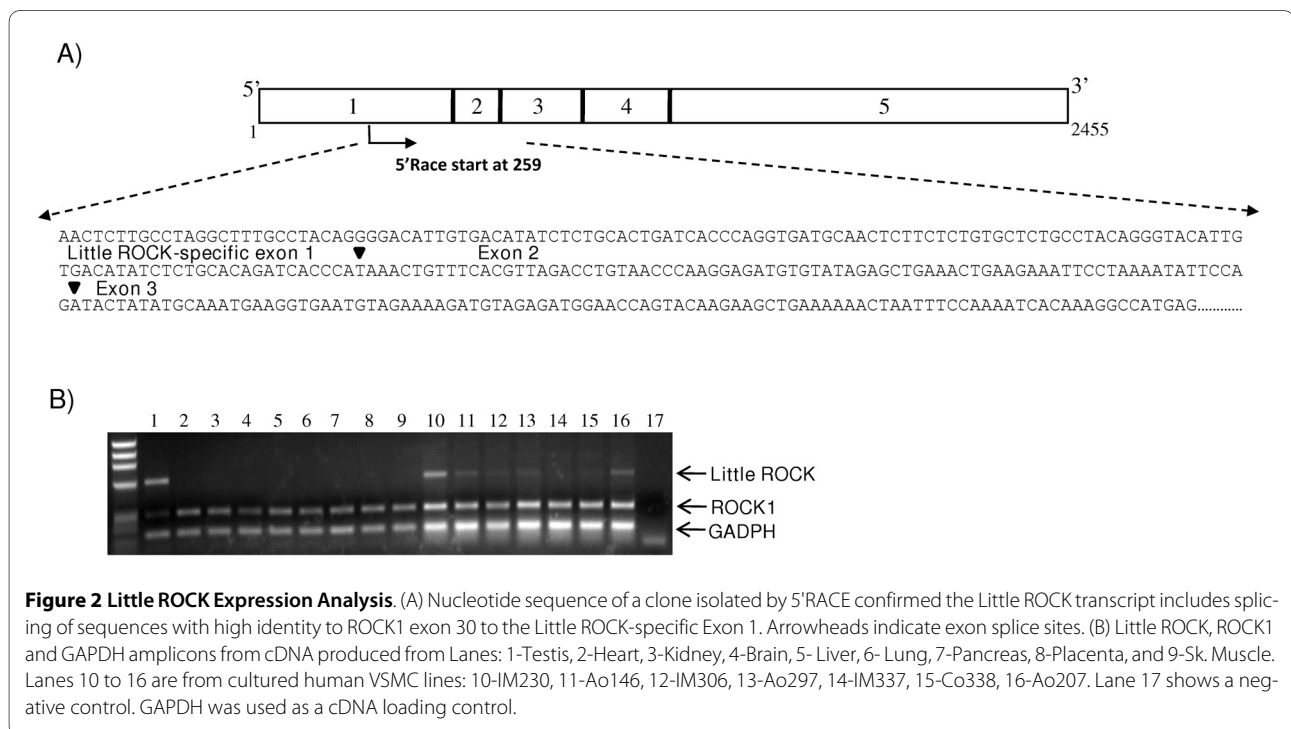 A)
5’
1
2
3
4
5
3’
1
2455
5’Race start at 259
AACTCTTGCCTAGGCTTTGCCTACAGGGGACATTGTGACATATCTCTGCACTGATCACCCAGGTGATGCAACTCTTCTCTGTGCTCTGCCTACAGGGTACATTG
Little ROCK-specific exon 1 ▼ Exon 2
TGACATATCTCTGCACAGATCACCCATAAACTGTTTCACGTTAGACCTGTAACCCAAGGAGATGTGTATAGAGCTGAAACTGAAGAAATTCCTAAAATATTCCA
▼ Exon 3
GATACTATATGCAAATGAAGGTGAATGTAGAAAAGATGTAGAGATGGAACCAGTACAAGAAGCTGAAAAAACTAATTTCCAAAATCACAAAGGCCATGAG............
B)
1 2 3 4 5 6 7 8 9 10 11 12 13 14 15 16 17
Little ROCK
ROCK1
GADPH
Figure 2 Little ROCK Expression Analysis. (A) Nucleotide sequence of a clone isolated by 5'RACE confirmed the Little ROCK transcript includes splic-
ing of sequences with high identity to ROCK1 exon 30 to the Little ROCK-specific Exon 1. Arrowheads indicate exon splice sites. (B) Little ROCK, ROCK1
and GAPDH amplicons from cDNA produced from Lanes: 1-Testis, 2-Heart, 3-Kidney, 4-Brain, 5- Liver, 6- Lung, 7-Pancreas, 8-Placenta, and 9-Sk. Muscle.
Lanes 10 to 16 are from cultured human VSMC lines: 10-IM230, 11-Ao146, 12-IM306, 13-Ao297, 14-IM337, 15-Co338, 16-Ao207. Lane 17 shows a neg-
ative control. GAPDH was used as a cDNA loading control.